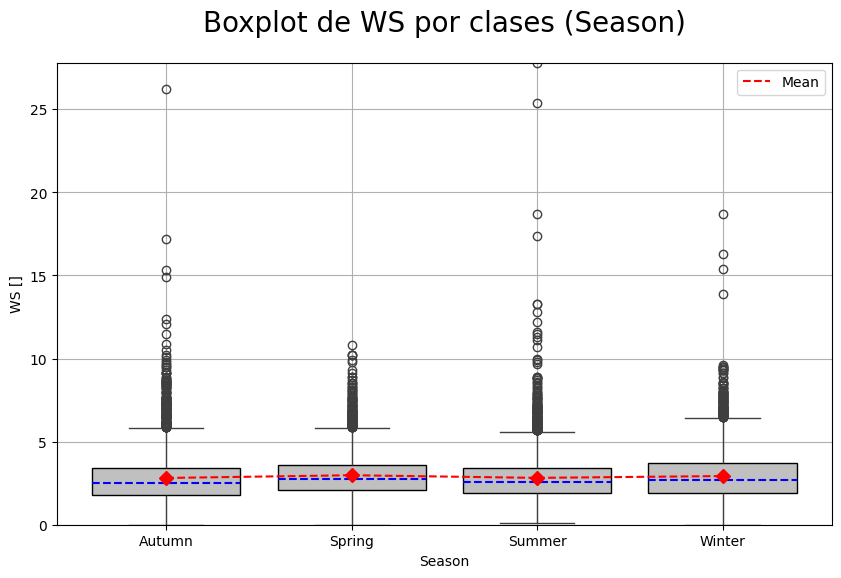 Boxplot de WS por clases (Season)
Mean
25
20
15
10
5
0
WS []
Autumn Spring Summer Winter
Season